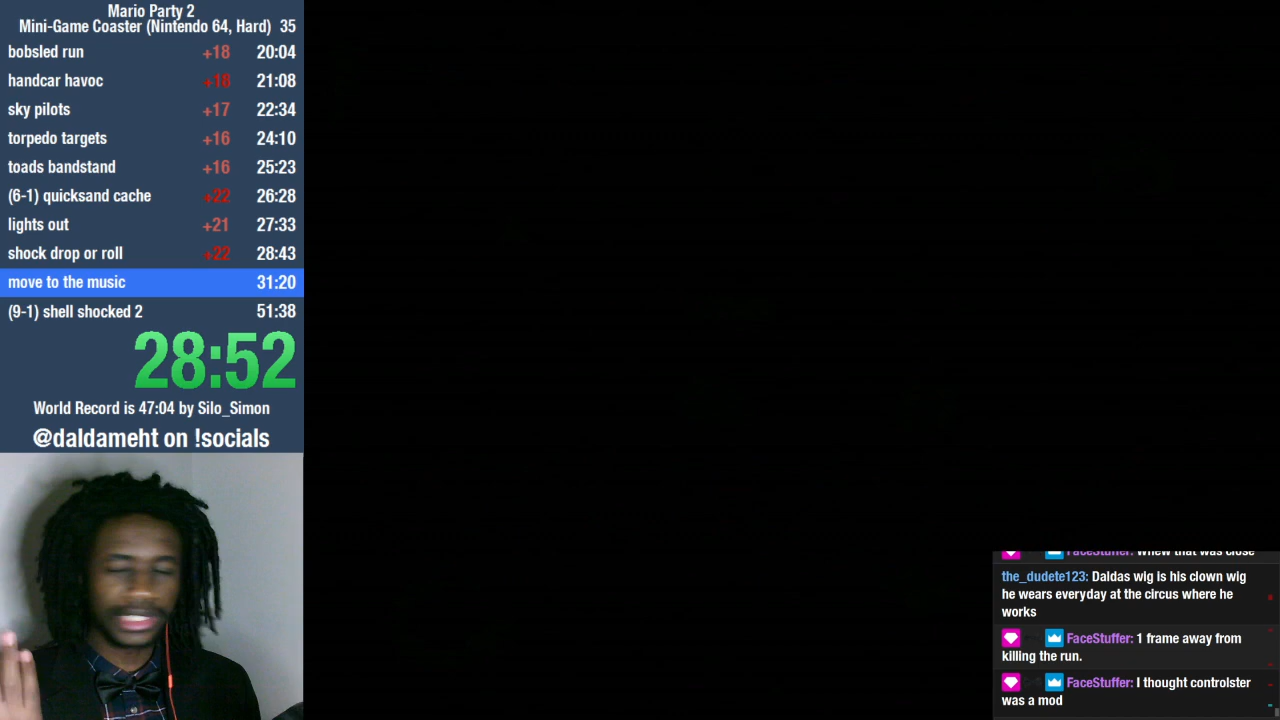 Mario Party 2
Mini-Game Coaster (Nintendo 64, Hard) 35
bobsled run +18 20:04
handcar havoc +18 21:08
sky pilots +17 22:34
torpedo targets +16 24:10
toads bandstand +16 25:23
(6-1) quicksand cache +22 26:28
lights out +21 27:33
shock drop or roll +22 28:43
move to the music 31:20
(9-1) shell shocked 2 51:38
28:52
World Record is 47:04 by Silo_Simon
@daldameht on !socials
FaceStuffer: Whew that was close
the_dudete123: Daldas wig is his clown wig
he wears everyday at the circus where he
works
FaceStuffer: 1 frame away from
killing the run.
FaceStuffer: I thought controlster
was a mod